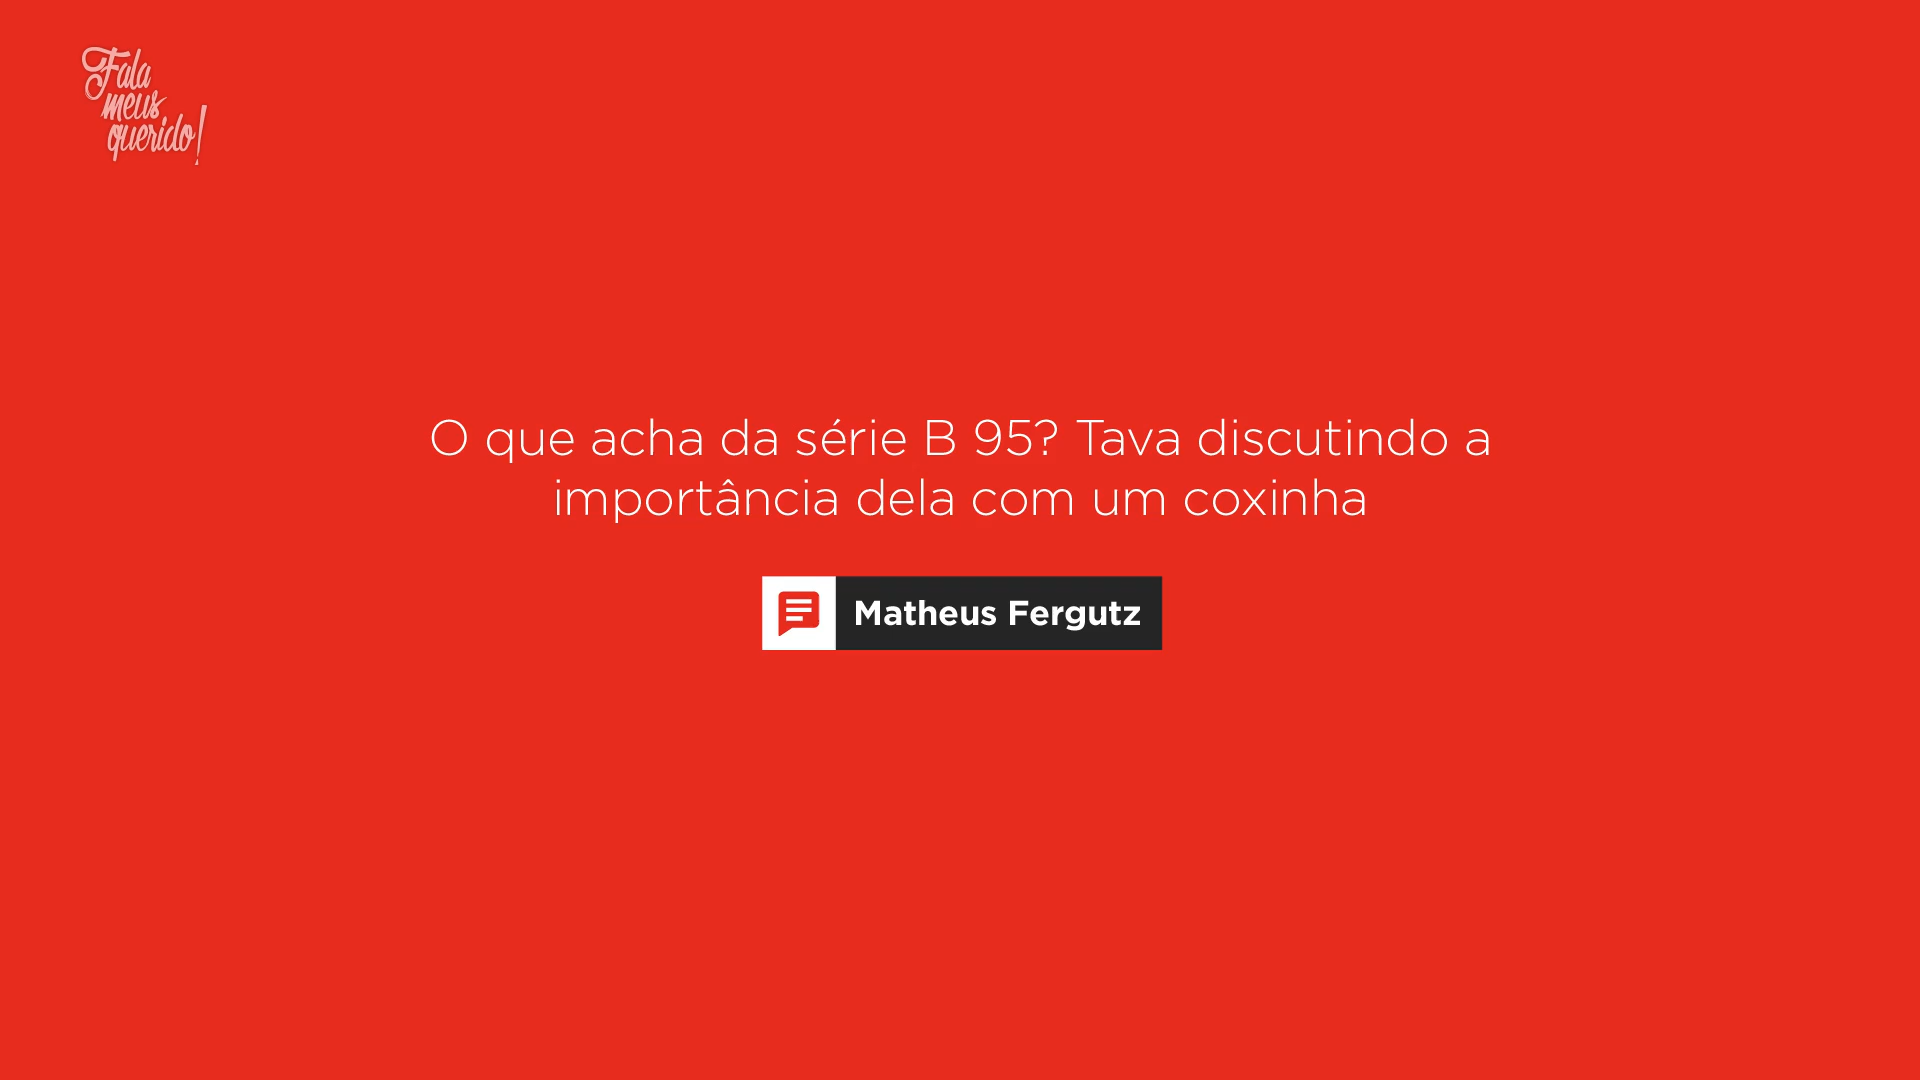 Fala
meus
querido!
O que acha da série B 95? Tava discutindo a
importância dela com um coxinha
Matheus Fergutz